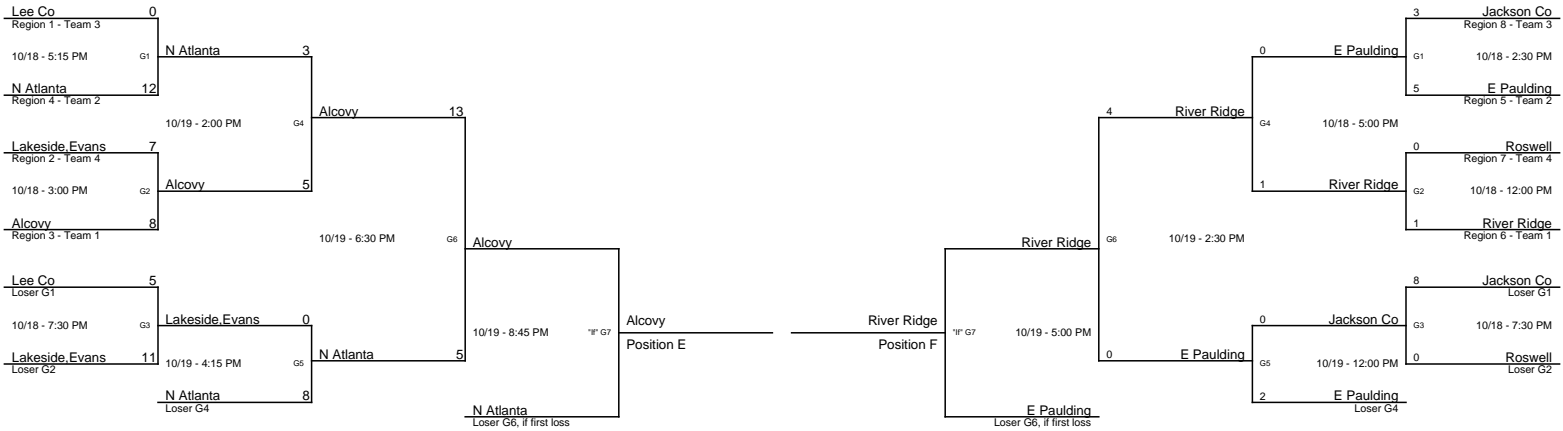 Lee Co 0
Region 1 - Team 3
10/18 - 5:15 PM G1
N Atlanta 3
N Atlanta 12
Region 4 - Team 2
10/19 - 2:00 PM G4
Alcovy 13
Lakeside,Evans 7
Region 2 - Team 4
10/18 - 3:00 PM G2
Alcovy 5
Alcovy 8
Region 3 - Team 1
10/19 - 6:30 PM G6
Alcovy
Lee Co 5
Loser G1
10/18 - 7:30 PM G3
Lakeside,Evans 0
Lakeside,Evans 11
Loser G2
10/19 - 4:15 PM G5
N Atlanta 5
N Atlanta 8
Loser G4
10/19 - 8:45 PM "If" G7
Alcovy
Position E
N Atlanta
Loser G6, if first loss
3 Jackson Co
Region 8 - Team 3
G1 10/18 - 2:30 PM
0 E Paulding
5 E Paulding
Region 5 - Team 2
G4 10/18 - 5:00 PM
4 River Ridge
0 Roswell
Region 7 - Team 4
G2 10/18 - 12:00 PM
1 River Ridge
1 River Ridge
Region 6 - Team 1
G6 10/19 - 2:30 PM
River Ridge
8 Jackson Co
Loser G1
G3 10/18 - 7:30 PM
0 Jackson Co
0 Roswell
Loser G2
G5 10/19 - 12:00 PM
0 E Paulding
2 E Paulding
Loser G4
"If" G7 10/19 - 5:00 PM
River Ridge
Position F
E Paulding
Loser G6, if first loss